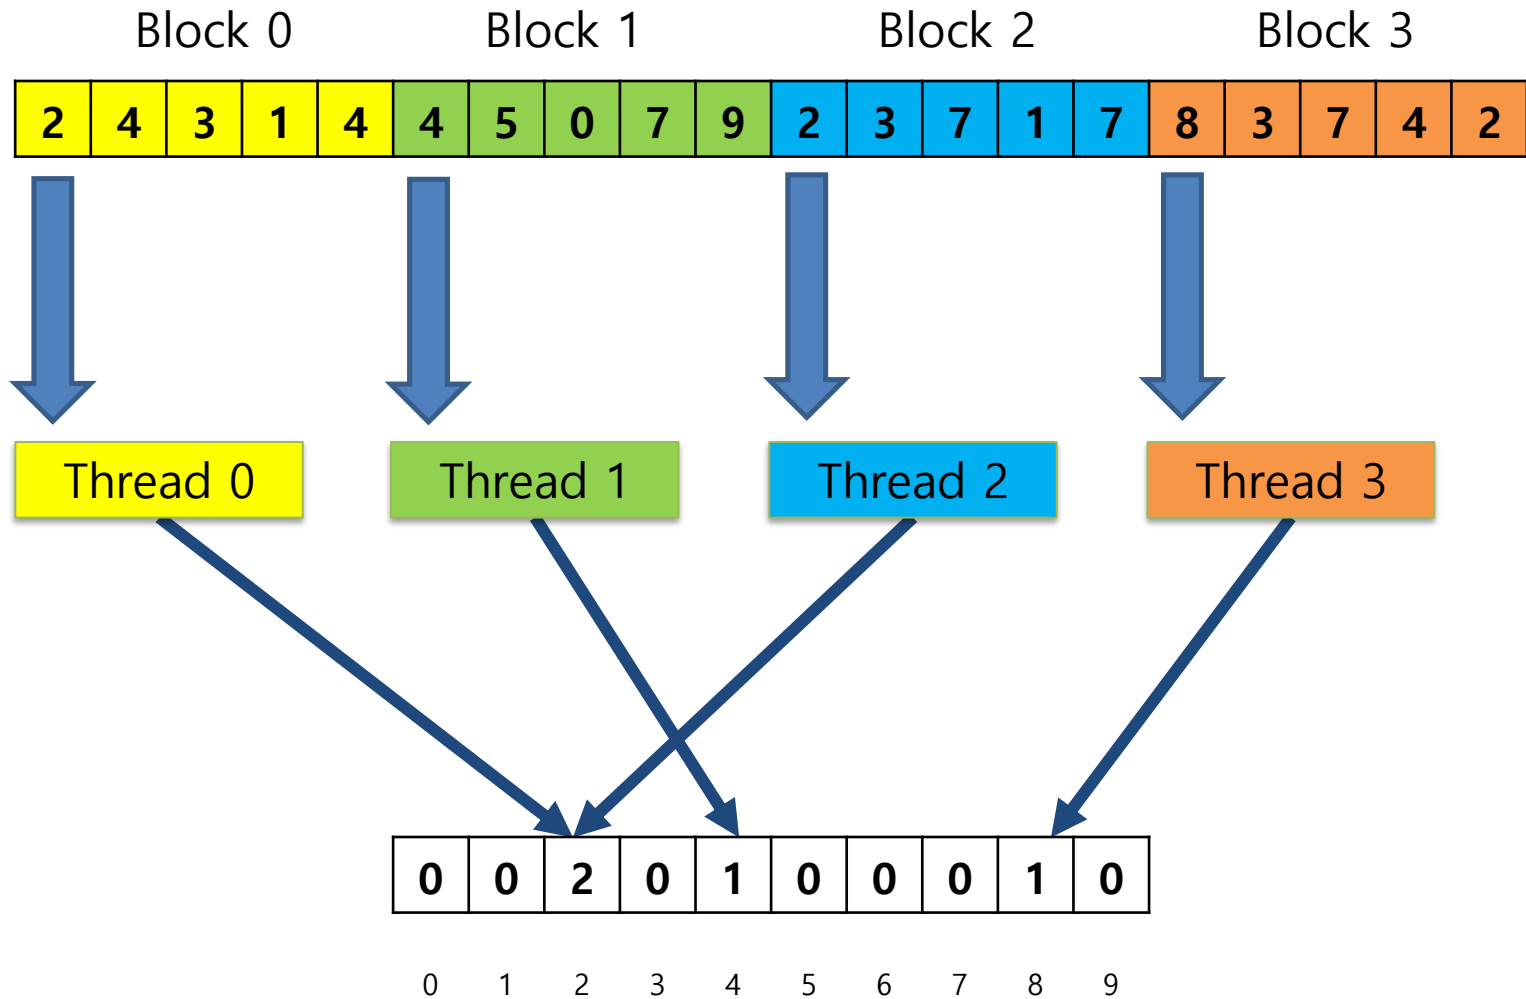 Block 0 Block 1 Block 2 Block 3
2 4 3 1 4 4 5 0 7 9 2 3 7 1 7 8 3 7 4 2
Thread 0 Thread 1 Thread 2 Thread 3
0 0 2 0 1 0 0 0 1 0
0 1 2 3 4 5 6 7 8 9